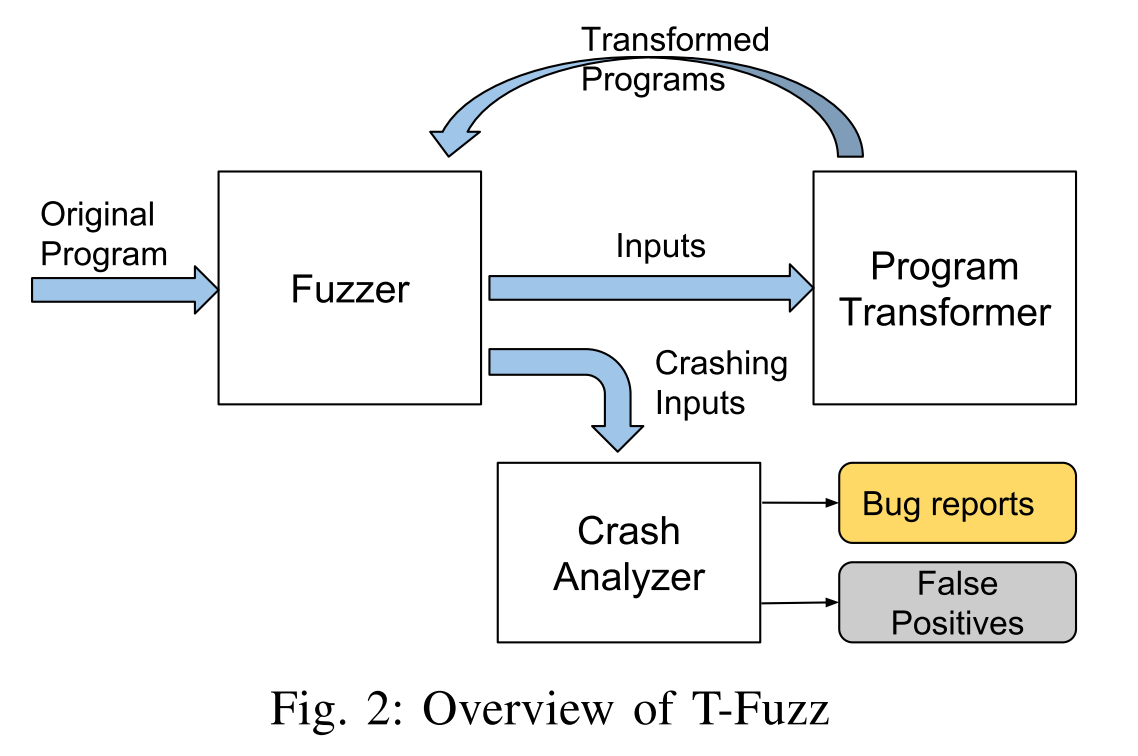 Transformed
Programs
Original
Program
Fuzzer
Inputs
Program
Transformer
Crashing
Inputs
Crash
Analyzer
Bug reports
False
Positives
Fig. 2: Overview of T-Fuzz